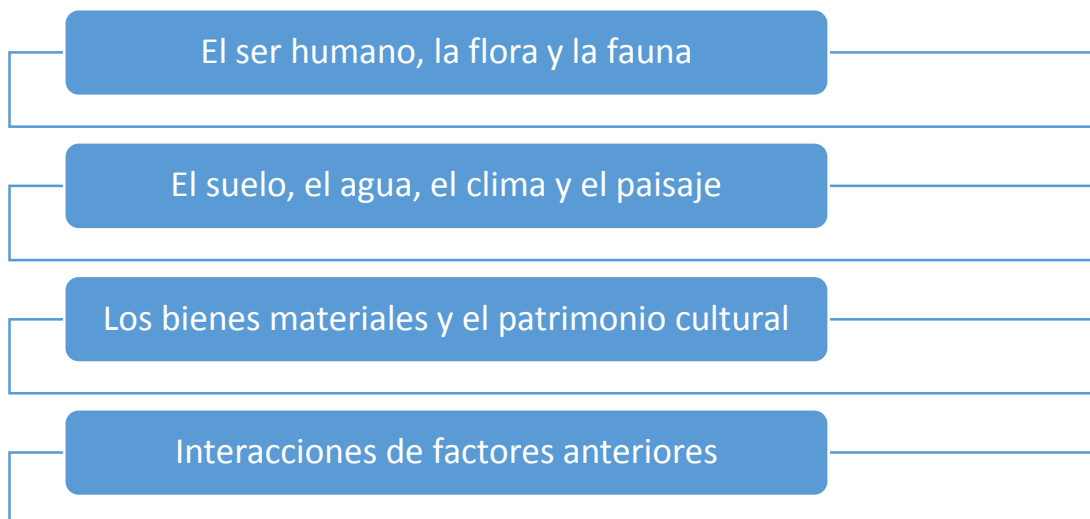 El ser humano, la flora y la fauna
El suelo, el agua, el clima y el paisaje
Los bienes materiales y el patrimonio cultural
Interacciones de factores anteriores